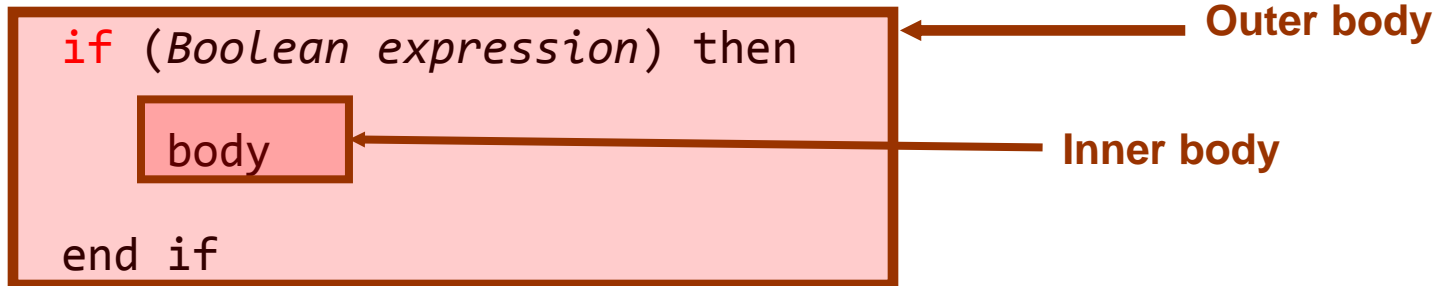 Outer body
if (Boolean expression) then
body
Inner body
end if